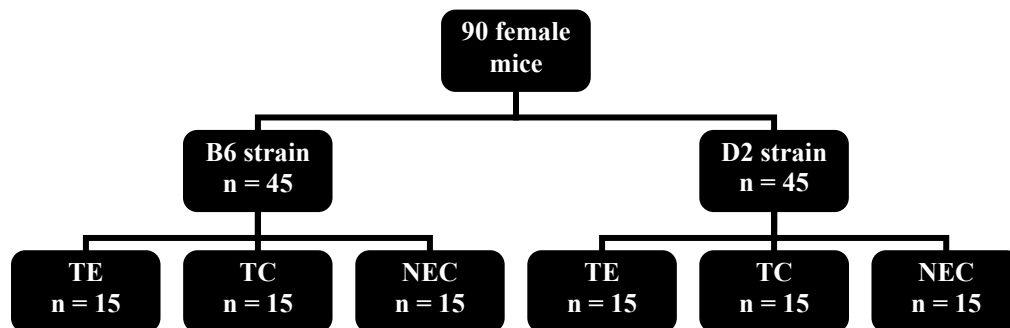 90 female
mice
B6 strain
n = 45
D2 strain
n = 45
TE
n = 15
TC
n = 15
NEC
n = 15
TE
n = 15
TC
n = 15
NEC
n = 15